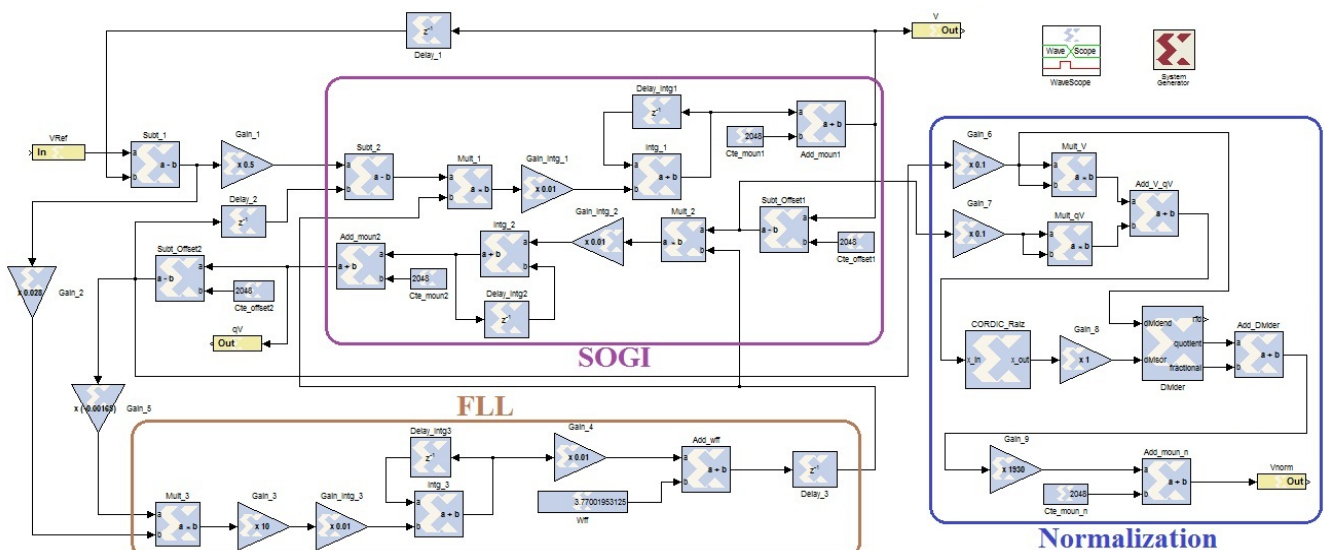 z⁻¹
Delay_1
V
Out
Wave Scope
WaveScope
System
Generator
VRef
In
Subt_1
a
b
a - b
Gain_1
x 0.5
Subt_2
a
b
a - b
Mult_1
a
b
a × b
Gain_Intg_1
x 0.01
Delay_Intg1
z⁻¹
Intg_1
a
b
a + b
2048
Cte_moun1
a
b
a + b
Add_moun1
Delay_2
z⁻¹
Subt_Offset2
a
b
a - b
2048
Cte_offset2
Add_moun2
a
b
a + b
2048
Cte_moun2
Intg_2
a
b
a + b
Delay_Intg2
z⁻¹
Gain_Intg_2
x 0.01
Mult_2
a
b
a × b
Subt_Offset1
a
b
a - b
2048
Cte_offset1
x 0.028
Gain_2
qV
Out
SOGI
x (-0.00168)
Gain_5
FLL
Mult_3
a
b
a × b
Gain_3
x 10
Gain_Intg_3
x 0.01
Delay_Intg3
z⁻¹
Intg_3
a
b
a + b
Gain_4
x 0.01
3.77001953125
Wff
Add_wff
a
b
a + b
z⁻¹
Delay_3
Gain_6
x 0.1
Mult_V
a
b
a × b
Gain_7
x 0.1
Mult_qV
a
b
a × b
Add_V_qV
a
b
a + b
CORDIC_Raiz
x_in
x_out
Gain_8
x 1
dividend
divisor
rfd
quotient
fractional
Divider
Add_Divider
a
b
a + b
Gain_9
x 1930
2048
Cte_moun_n
Add_moun_n
a
b
a + b
Vnorm
Out
Normalization